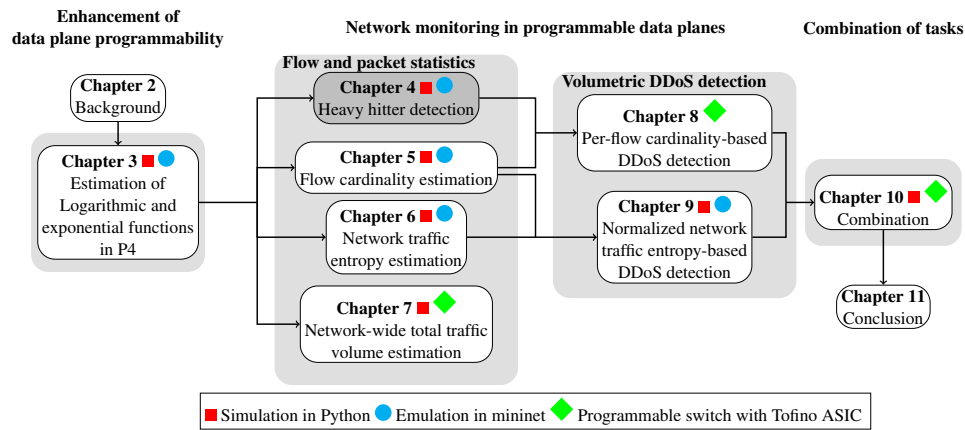 Enhancement of
data plane programmability
Network monitoring in programmable data planes
Combination of tasks
Chapter 2
Background
Chapter 3
Estimation of
Logarithmic and
exponential functions
in P4
Flow and packet statistics
Chapter 4
Heavy hitter detection
Chapter 5
Flow cardinality estimation
Chapter 6
Network traffic
entropy estimation
Chapter 7
Network-wide total traffic
volume estimation
Volumetric DDoS detection
Chapter 8
Per-flow cardinality-based
DDoS detection
Chapter 9
Normalized network
traffic entropy-based
DDoS detection
Chapter 10
Combination
Chapter 11
Conclusion
Simulation in Python Emulation in mininet Programmable switch with Tofino ASIC